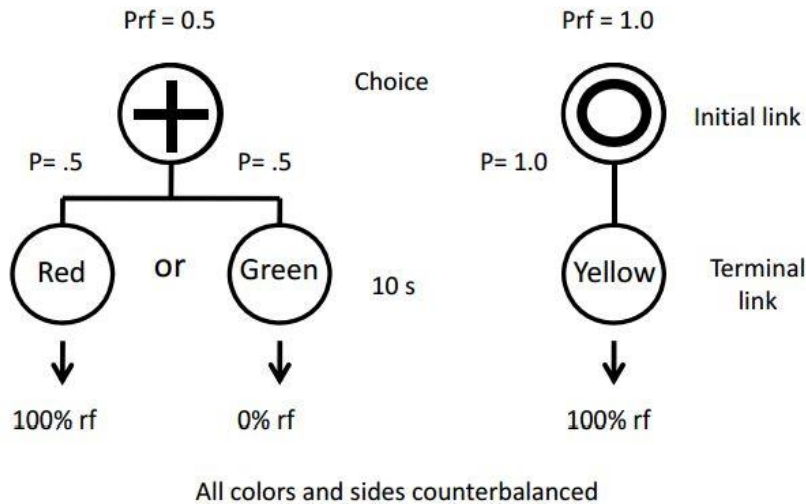 Prf = 0.5
Prf = 1.0
Choice
Initial link
P= .5
P= .5
P= 1.0
Red
or
Green
10 s
Yellow
Terminal
link
100% rf
0% rf
100% rf
All colors and sides counterbalanced